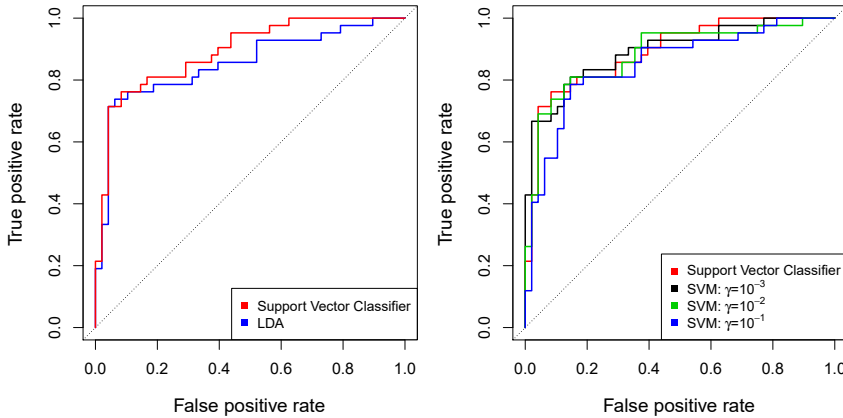 1.0
0.8
0.6
0.4
0.2
0.0
True positive rate
0.0 0.2 0.4 0.6 0.8 1.0
False positive rate
Support Vector Classifier
LDA
1.0
0.8
0.6
0.4
0.2
0.0
True positive rate
0.0 0.2 0.4 0.6 0.8 1.0
False positive rate
Support Vector Classifier
SVM: γ=10⁻³
SVM: γ=10⁻²
SVM: γ=10⁻¹